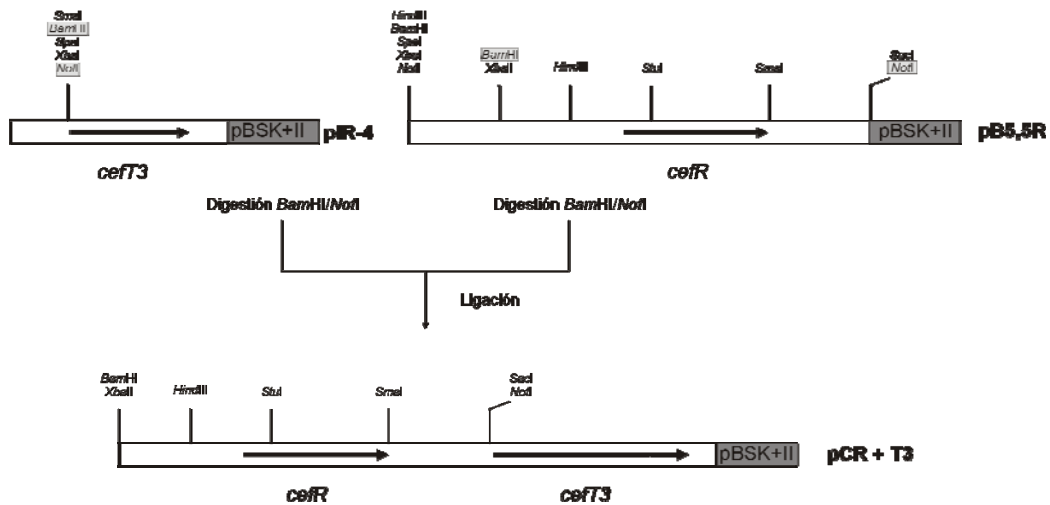 SmaI
BamHI
SpeI
XbaI
NotI
HindIII
BamHI
SpeI
XbaI
NotI
BamHI
XbaII
HindIII
StuI
SmaI
SacI
NotI
pBSK+II
pIR-4
pBSK+II
pB5,5R
cefT3
cefR
Digestión BamHI/NotI
Digestión BamHI/NotI
Ligación
BamHI
XbaII
HindIII
StuI
SmaI
SacI
NotI
pBSK+II
pCR + T3
cefR
cefT3